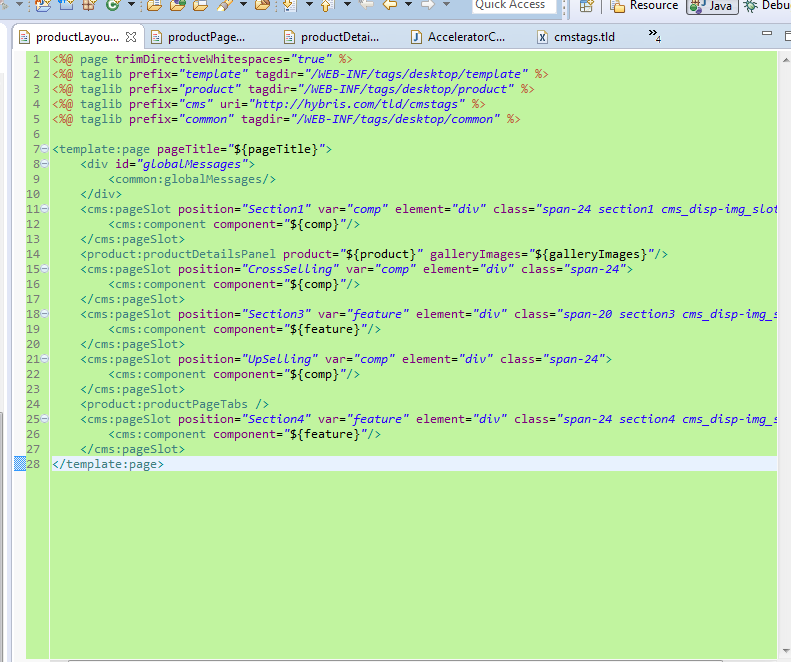 Quick Access
Resource
Java
Debu
productLayou...
productPage...
productDetai...
AcceleratorC...
cmstags.tld
»4
1 <%@ page trimDirectiveWhitespaces="true" %>
2 <%@ taglib prefix="template" tagdir="/WEB-INF/tags/desktop/template" %>
3 <%@ taglib prefix="product" tagdir="/WEB-INF/tags/desktop/product" %>
4 <%@ taglib prefix="cms" uri="http://hybris.com/tld/cmstags" %>
5 <%@ taglib prefix="common" tagdir="/WEB-INF/tags/desktop/common" %>
6
7 <template:page pageTitle="${pageTitle}">
8 <div id="globalMessages">
9 <common:globalMessages/>
10 </div>
11 <cms:pageSlot position="Section1" var="comp" element="div" class="span-24 section1 cms_disp-img_slot
12 <cms:component component="${comp}"/>
13 </cms:pageSlot>
14 <product:productDetailsPanel product="${product}" galleryImages="${galleryImages}"/>
15 <cms:pageSlot position="CrossSelling" var="comp" element="div" class="span-24">
16 <cms:component component="${comp}"/>
17 </cms:pageSlot>
18 <cms:pageSlot position="Section3" var="feature" element="div" class="span-20 section3 cms_disp-img_s
19 <cms:component component="${feature}"/>
20 </cms:pageSlot>
21 <cms:pageSlot position="UpSelling" var="comp" element="div" class="span-24">
22 <cms:component component="${comp}"/>
23 </cms:pageSlot>
24 <product:productPageTabs />
25 <cms:pageSlot position="Section4" var="feature" element="div" class="span-24 section4 cms_disp-img_s
26 <cms:component component="${feature}"/>
27 </cms:pageSlot>
28 </template:page>